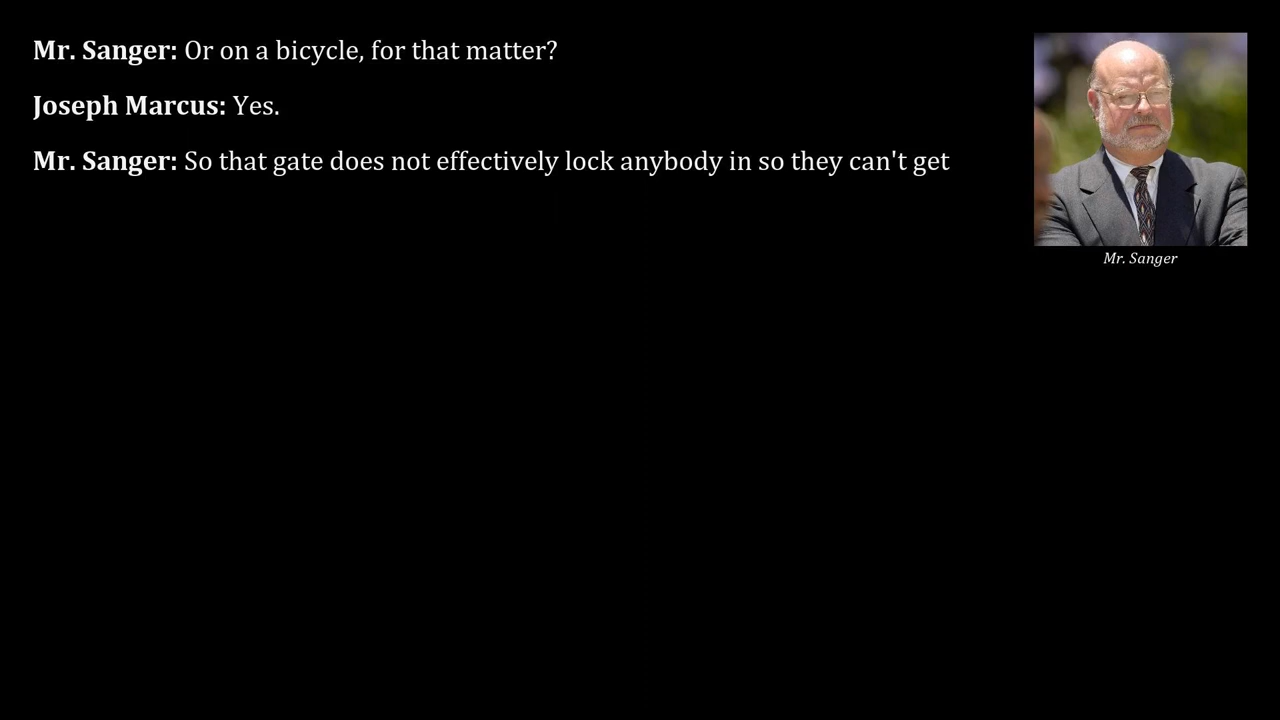 Mr. Sanger: Or on a bicycle, for that matter?
Joseph Marcus: Yes.
Mr. Sanger: So that gate does not effectively lock anybody in so they can't get
Mr. Sanger